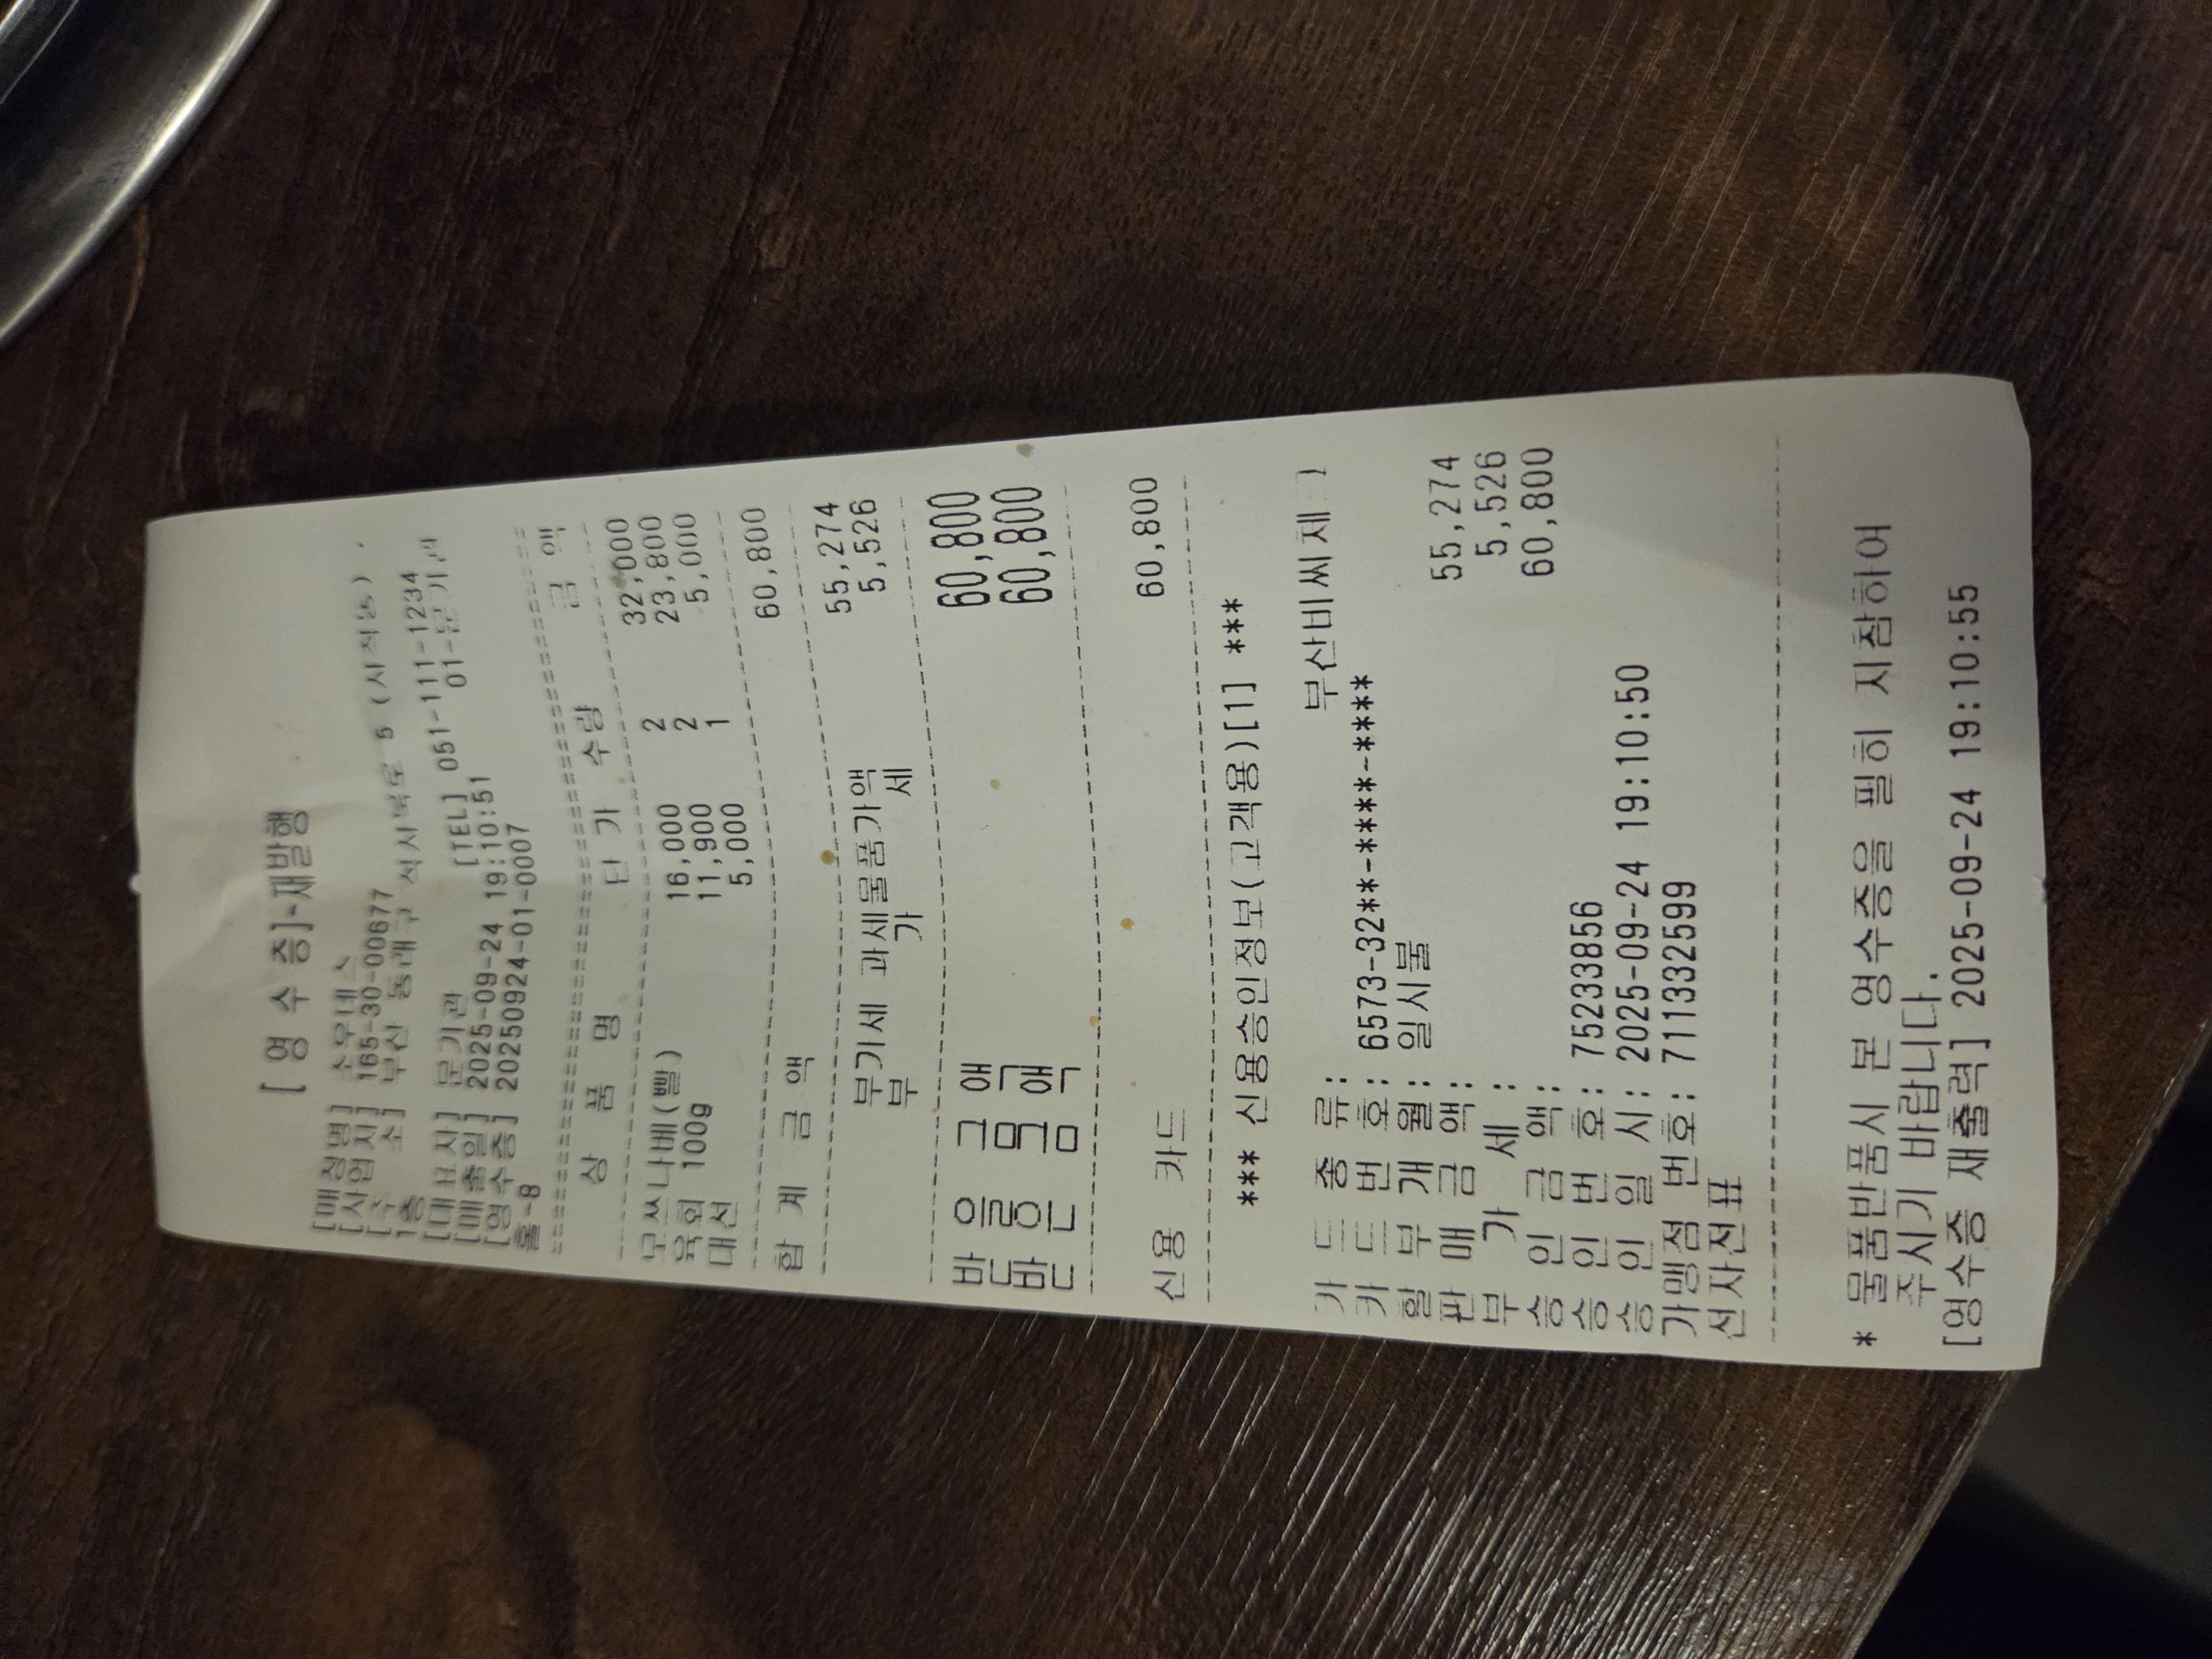 [ 영 수 증 ]-재발행
[매장명] 소우데스
[사업자] 165-30-00677
[주 소] 부산 동래구 석사북로 5 (사직동) ,
1층
[대표자] 문기관 [TEL] 051-111-1234
[매출일] 2025-09-24 19:10:51 01-문기관
[영수증] 20250924-01-0007
홀-8
상 품 명 단 가 수량 금 액
모쓰나베(빨) 16,000 2 32,000
육회 100g 11,900 2 23,800
대선 5,000 1 5,000
합 계 금 액 60,800
부가세 과세물품가액 55,274
부 가 세 5,526
받 을 금 액 60,800
받 은 금 액 60,800
신용 카드 60,800
*** 신용승인정보(고객용)[1] ***
카 드 종 류: 부산비씨체크
카 드 번 호: 6573-32**-****-****
할 부 개 월: 일시불
판 매 금 액: 55,274
부 가 세 : 5,526
승 인 금 액: 60,800
승 인 번 호: 75233856
승 인 일 시: 2025-09-24 19:10:50
가맹점 번호: 711332599
선자전표
* 물품반품시 본 영수증을 필히 지참하여
주시기 바랍니다.
[영수증 재출력] 2025-09-24 19:10:55